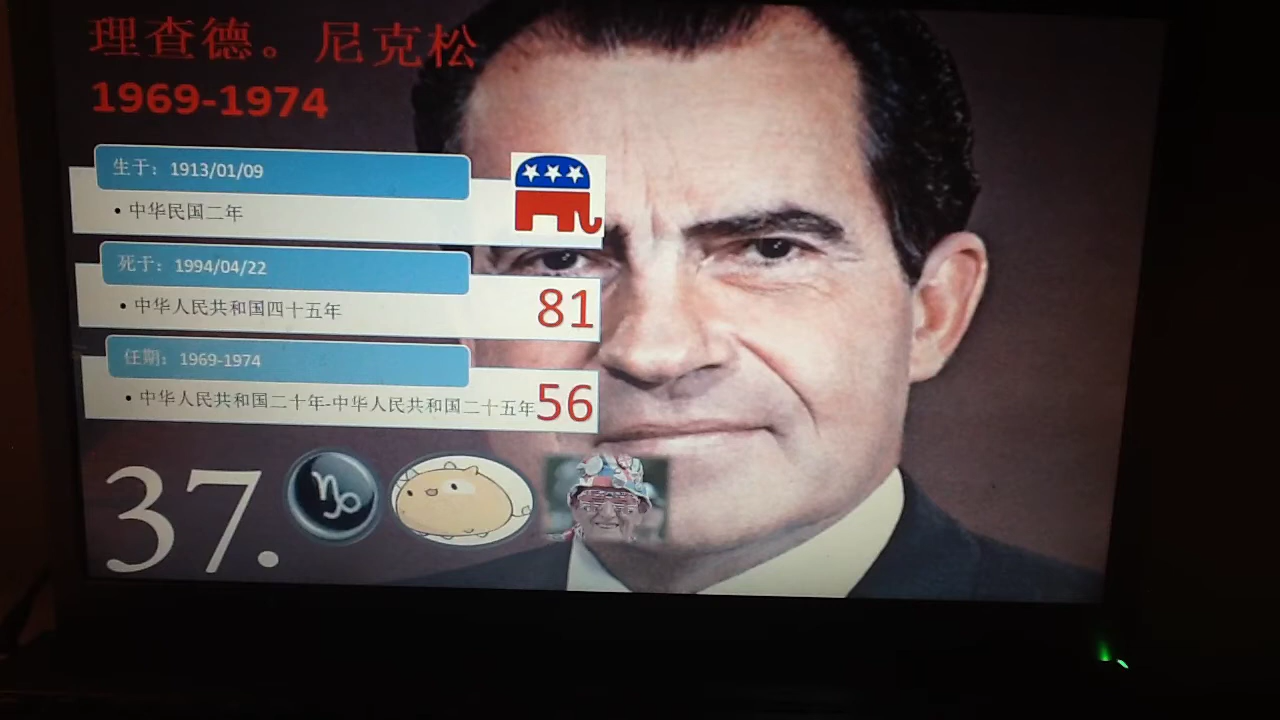 理查德。尼克松
1969-1974
生于：1913/01/09
• 中华民国二年
死于：1994/04/22
• 中华人民共和国四十五年
81
任期：1969-1974
• 中华人民共和国二十年-中华人民共和国二十五年
56
37.